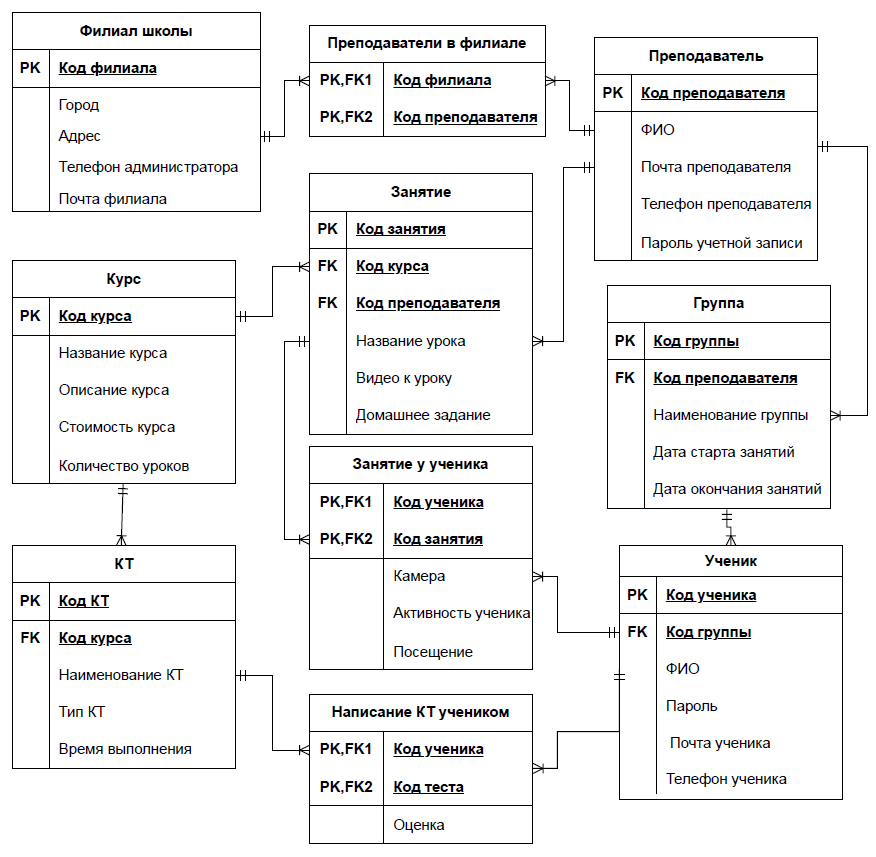 Филиал школы
PK Код филиала
Город
Адрес
Телефон администратора
Почта филиала
Преподаватели в филиале
PK,FK1 Код филиала
PK,FK2 Код преподавателя
Преподаватель
PK Код преподавателя
ФИО
Почта преподавателя
Телефон преподавателя
Пароль учетной записи
Занятие
PK Код занятия
FK Код курса
FK Код преподавателя
Название урока
Видео к уроку
Домашнее задание
Курс
PK Код курса
Название курса
Описание курса
Стоимость курса
Количество уроков
Группа
PK Код группы
FK Код преподавателя
Наименование группы
Дата старта занятий
Дата окончания занятий
Занятие у ученика
PK,FK1 Код ученика
PK,FK2 Код занятия
Камера
Активность ученика
Посещение
КТ
PK Код КТ
FK Код курса
Наименование КТ
Тип КТ
Время выполнения
Ученик
PK Код ученика
FK Код группы
ФИО
Пароль
Почта ученика
Телефон ученика
Написание КТ учеником
PK,FK1 Код ученика
PK,FK2 Код теста
Оценка